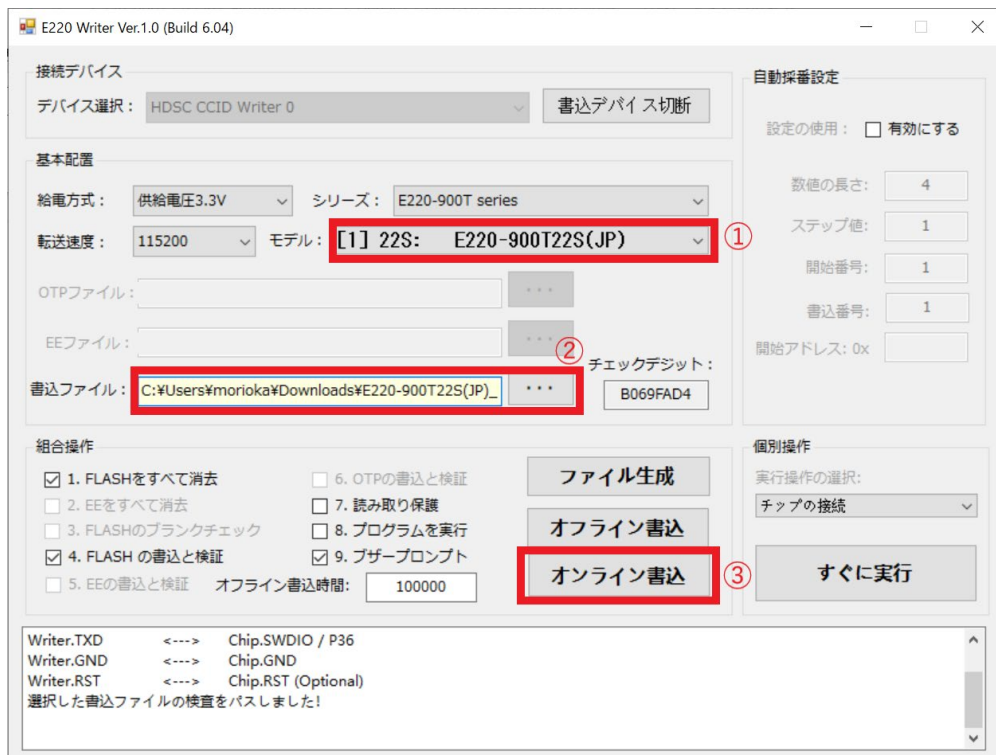 E220 Writer Ver.1.0 (Build 6.04)
接続デバイス
デバイス選択： HDSC CCID Writer 0 書込デバイス切断
基本配置
給電方式： 供給電圧3.3V シリーズ： E220-900T series
転送速度： 115200 モデル： [1] 22S: E220-900T22S(JP) ①
OTPファイル： ...
EEファイル： ...
②
チェックデジット：
書込ファイル： C:¥Users¥morioka¥Downloads¥E220-900T22S(JP)_ ... B069FAD4
自動採番設定
設定の使用： 有効にする
数値の長さ: 4
ステップ値: 1
開始番号: 1
書込番号: 1
開始アドレス: 0x
組合操作
1. FLASHをすべて消去 6. OTPの書込と検証 ファイル生成
2. EEをすべて消去 7. 読み取り保護
3. FLASHのブランクチェック 8. プログラムを実行 オフライン書込
4. FLASH の書込と検証 9. ブザープロンプト
5. EEの書込と検証 オフライン書込時間: 100000 オンライン書込 ③
個別操作
実行操作の選択:
チップの接続
すぐに実行
Writer.TXD <---> Chip.SWDIO / P36
Writer.GND <---> Chip.GND
Writer.RST <---> Chip.RST (Optional)
選択した書込ファイルの検査をパスしました!